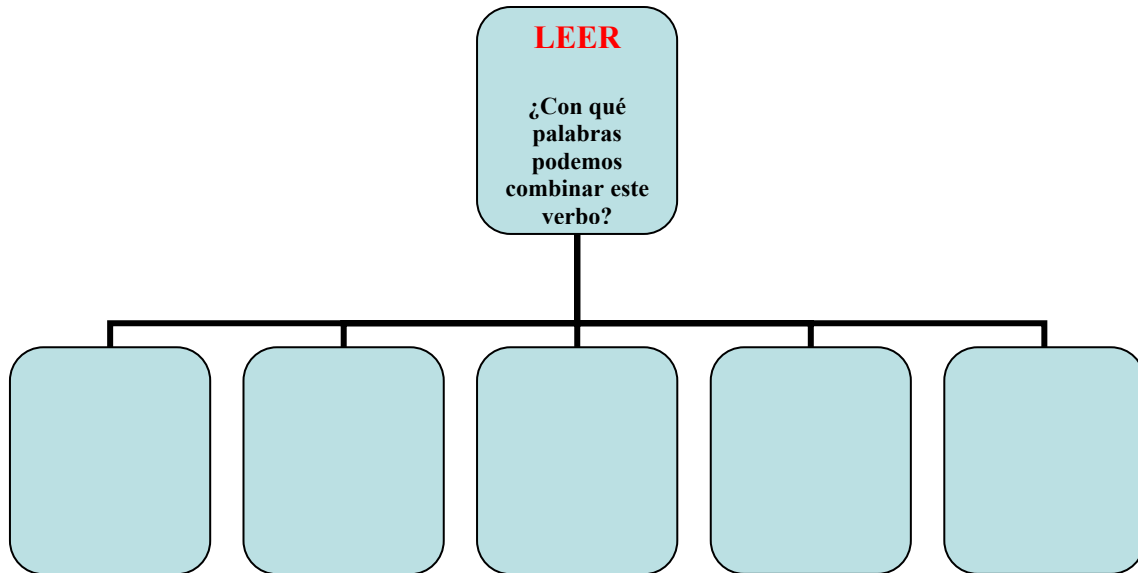 LEER
¿Con qué
palabras
podemos
combinar este
verbo?